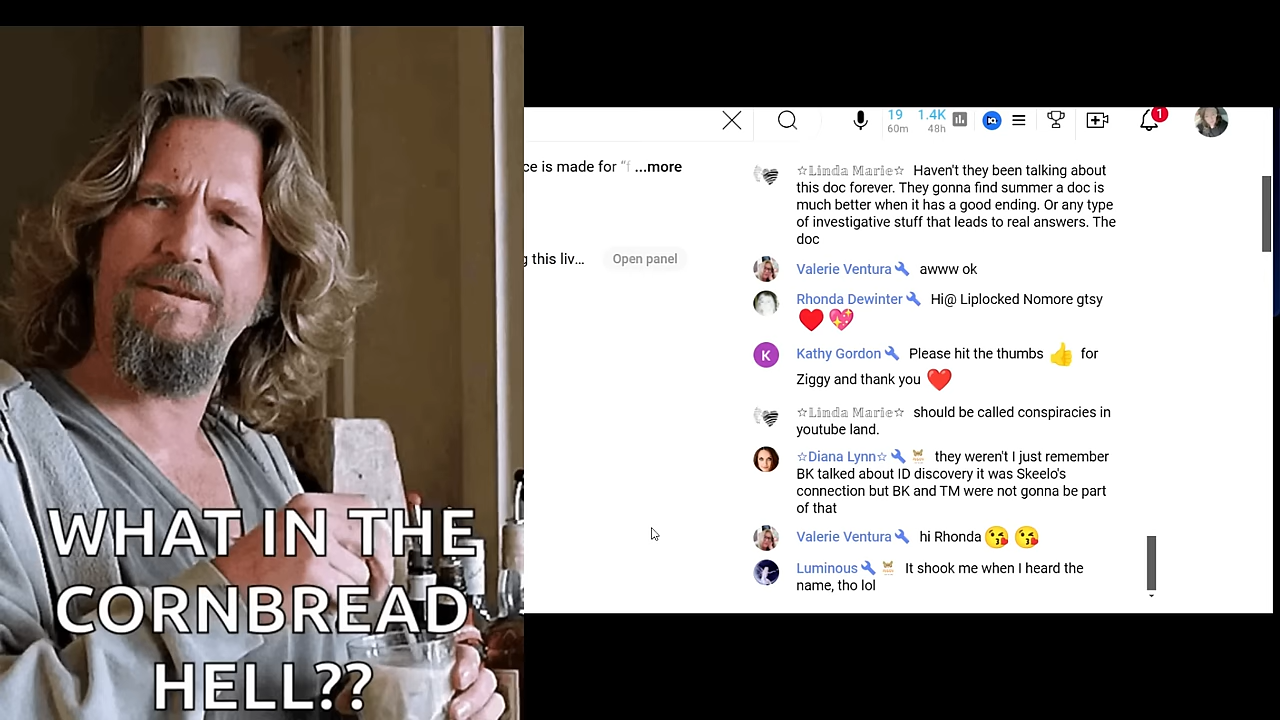 WHAT IN THE
CORNBREAD
HELL??
19
60m
1.4K
48h
IQ
1
ce is made for “f ...more
g this liv...
Open panel
☆𝕃𝕚𝕟𝕕𝕒 𝕄𝕒𝕣𝕚𝕖☆ Haven't they been talking about
this doc forever. They gonna find summer a doc is
much better when it has a good ending. Or any type
of investigative stuff that leads to real answers. The
doc
Valerie Ventura awww ok
Rhonda Dewinter Hi@ Liplocked Nomore gtsy
❤️ 💖
K
Kathy Gordon Please hit the thumbs 👍 for
Ziggy and thank you ❤️
☆𝕃𝕚𝕟𝕕𝕒 𝕄𝕒𝕣𝕚𝕖☆ should be called conspiracies in
youtube land.
☆Diana Lynn☆ they weren't I just remember
BK talked about ID discovery it was Skeelo's
connection but BK and TM were not gonna be part
of that
Valerie Ventura hi Rhonda 😘 😘
Luminous It shook me when I heard the
name, tho lol